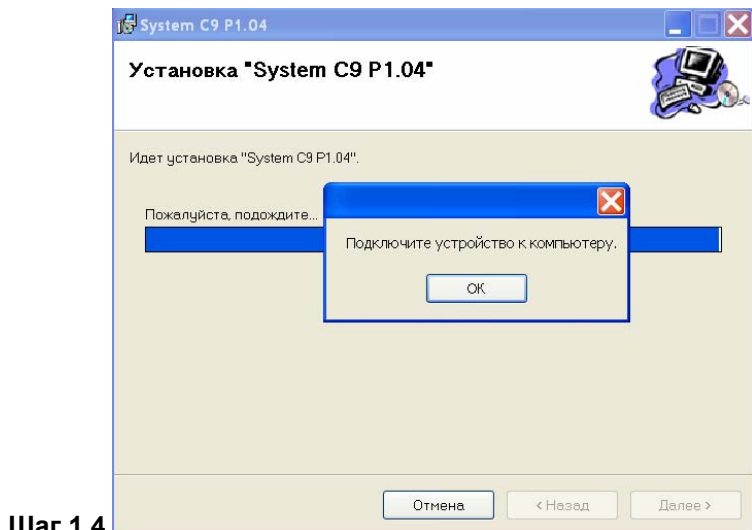 System C9 P1.04
Установка "System C9 P1.04"
Идет установка "System C9 P1.04".
Пожалуйста, подождите...
Подключите устройство к компьютеру.
OK
Отмена
< Назад
Далее >
Шаг 1.4